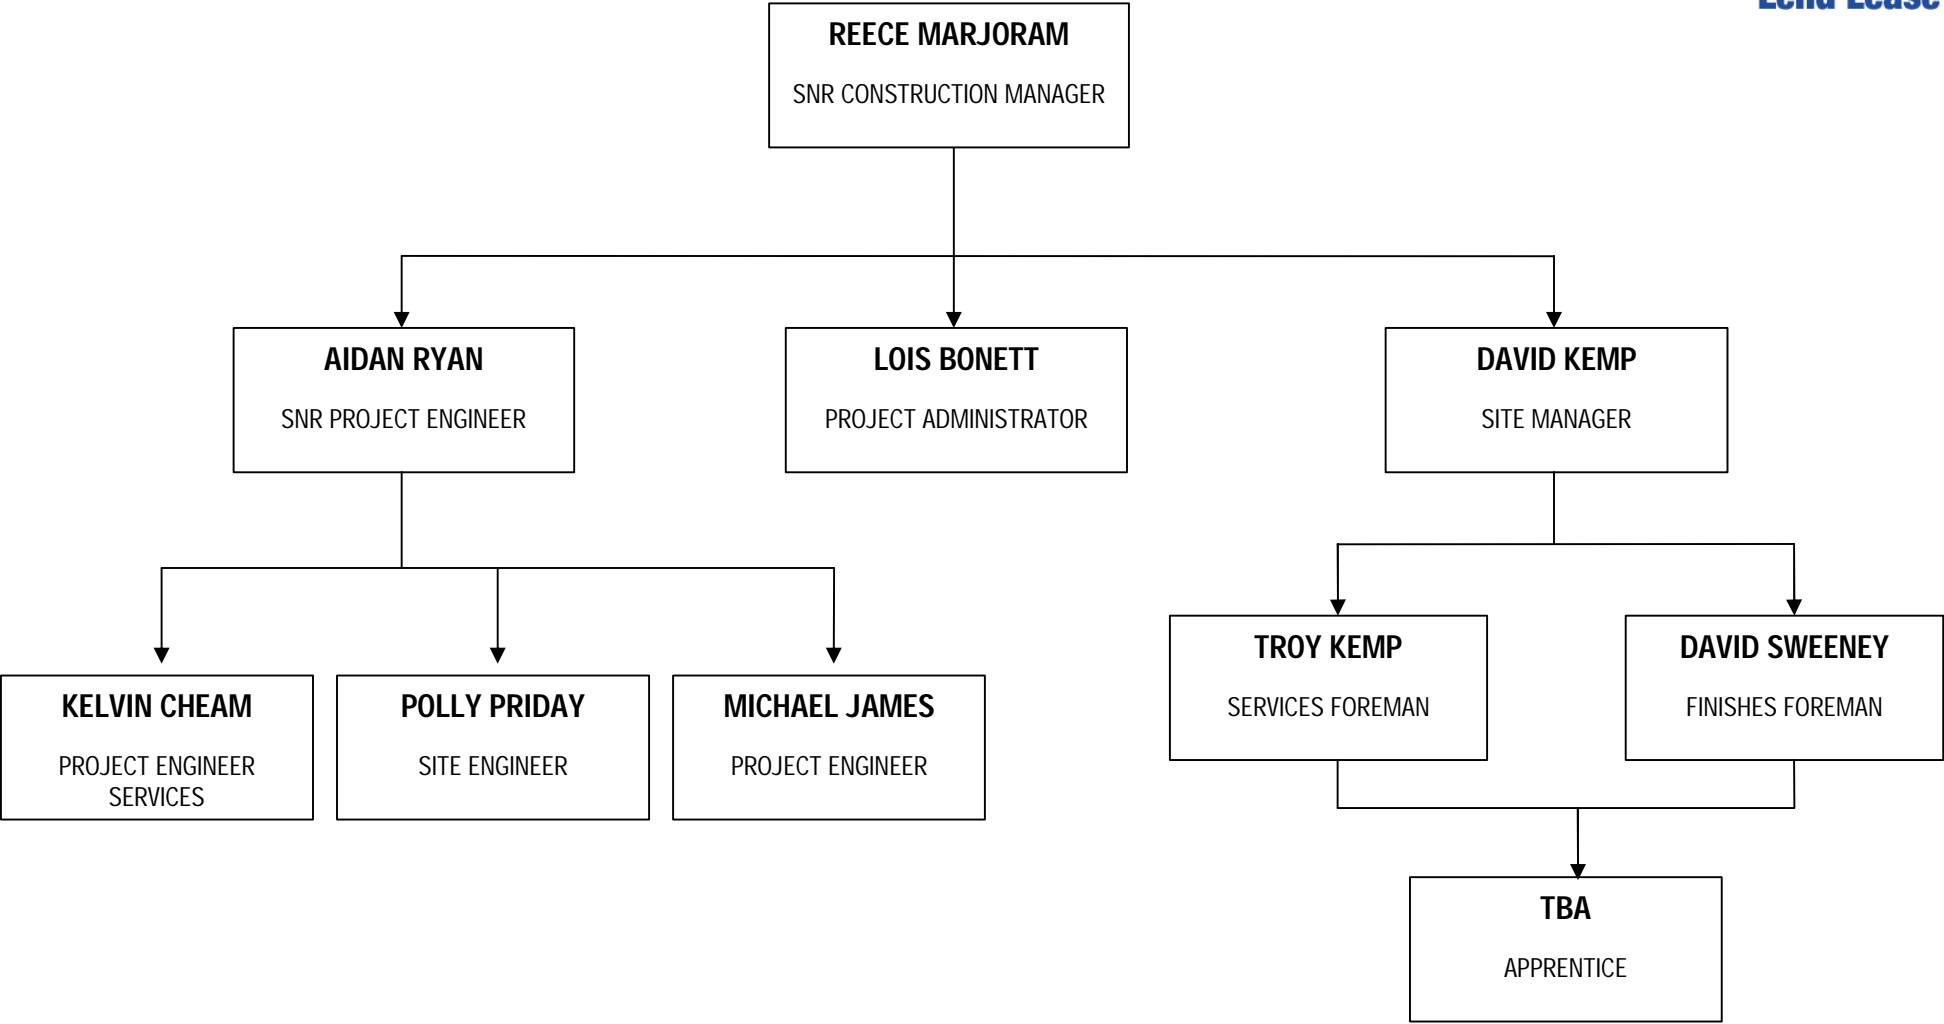 Lend Lease
REECE MARJORAM
SNR CONSTRUCTION MANAGER
AIDAN RYAN
SNR PROJECT ENGINEER
LOIS BONETT
PROJECT ADMINISTRATOR
DAVID KEMP
SITE MANAGER
TROY KEMP
SERVICES FOREMAN
DAVID SWEENEY
FINISHES FOREMAN
KELVIN CHEAM
PROJECT ENGINEER
SERVICES
POLLY PRIDAY
SITE ENGINEER
MICHAEL JAMES
PROJECT ENGINEER
TBA
APPRENTICE